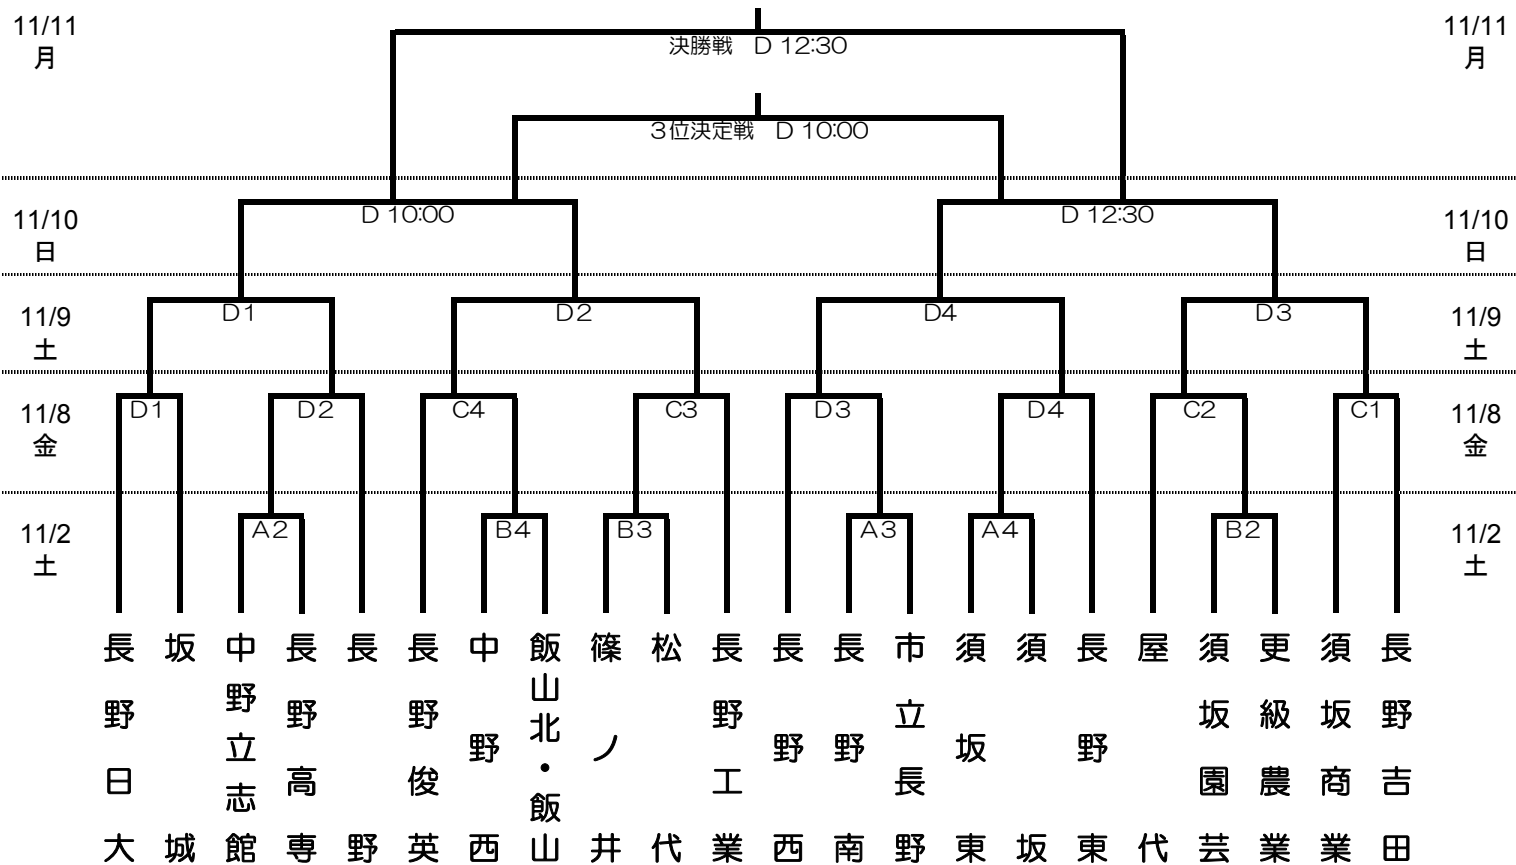 11/11
月
11/11
月
決勝戦　Ｄ 12:30
３位決定戦　Ｄ 10:00
11/10
日
Ｄ 10:00
Ｄ 12:30
11/10
日
11/9
土
Ｄ1
Ｄ2
Ｄ4
Ｄ3
11/9
土
11/8
金
Ｄ1
Ｄ2
Ｃ4
Ｃ3
Ｄ3
Ｄ4
Ｃ2
Ｃ1
11/8
金
11/2
土
Ａ2
Ｂ4
Ｂ3
Ａ3
Ａ4
Ｂ2
11/2
土
長野日大
坂城
中野立志館
長野高専
長野
長野俊英
中野西
飯山北・飯山
篠ノ井
松代
長野工業
長野西
長野南
市立長野
須坂東
須坂
長野東
屋代
須坂園芸
更級農業
須坂商業
長野吉田